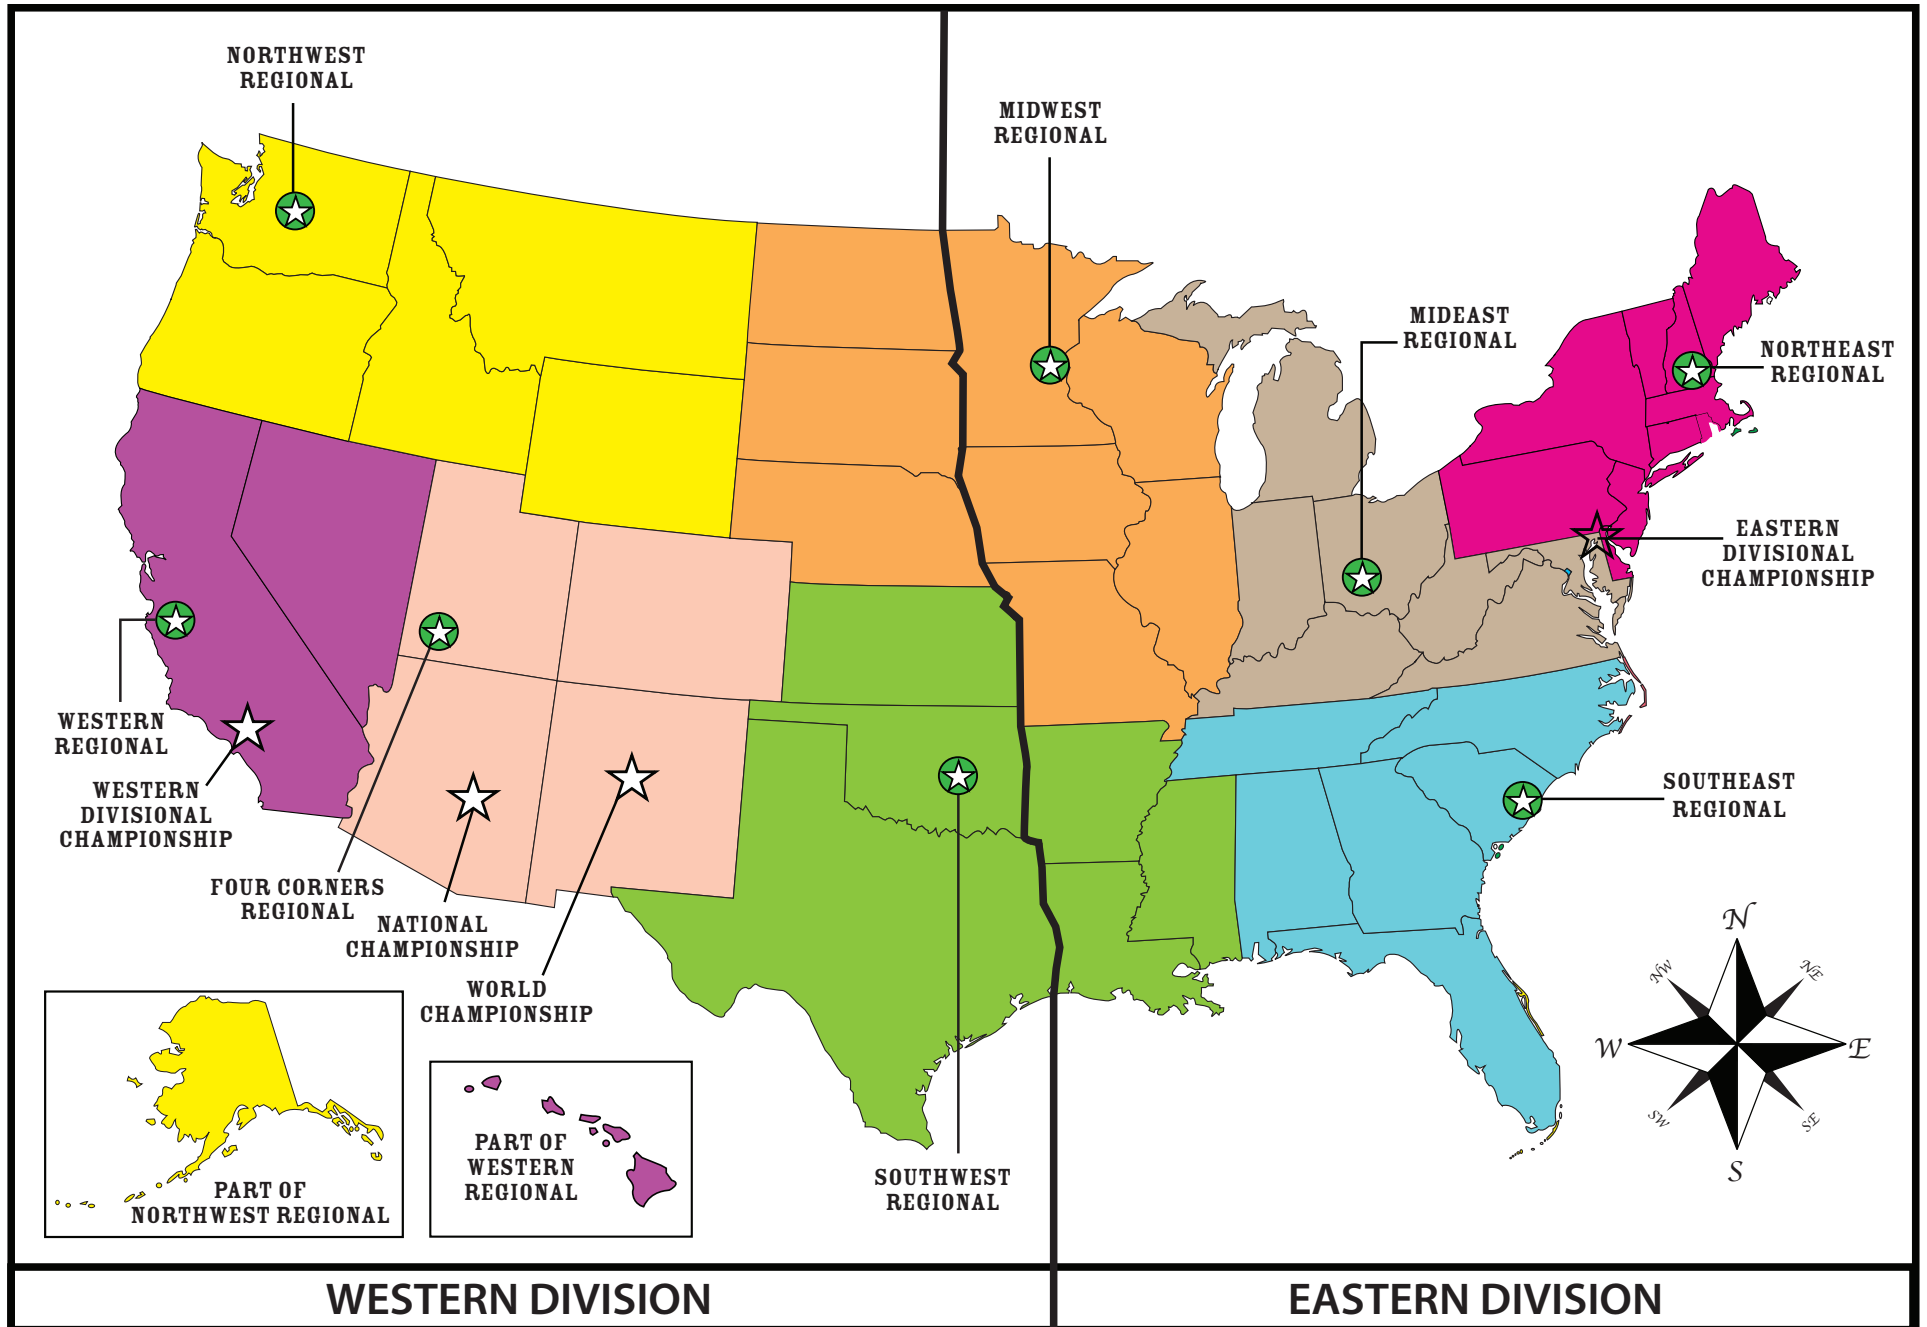 NORTHWEST
REGIONAL
MIDWEST
REGIONAL
MIDEAST
REGIONAL
NORTHEAST
REGIONAL
EASTERN
DIVISIONAL
CHAMPIONSHIP
WESTERN
REGIONAL
WESTERN
DIVISIONAL
CHAMPIONSHIP
SOUTHEAST
REGIONAL
FOUR CORNERS
REGIONAL
NATIONAL
CHAMPIONSHIP
WORLD
CHAMPIONSHIP
PART OF
NORTHWEST REGIONAL
PART OF
WESTERN
REGIONAL
SOUTHWEST
REGIONAL
N
NW
NE
W
E
SW
SE
S
WESTERN DIVISION
EASTERN DIVISION